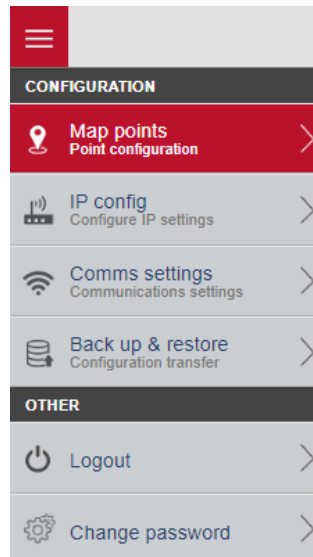 CONFIGURATION
Map points
Point configuration
IP config
Configure IP settings
Comms settings
Communications settings
Back up & restore
Configuration transfer
OTHER
Logout
Change password